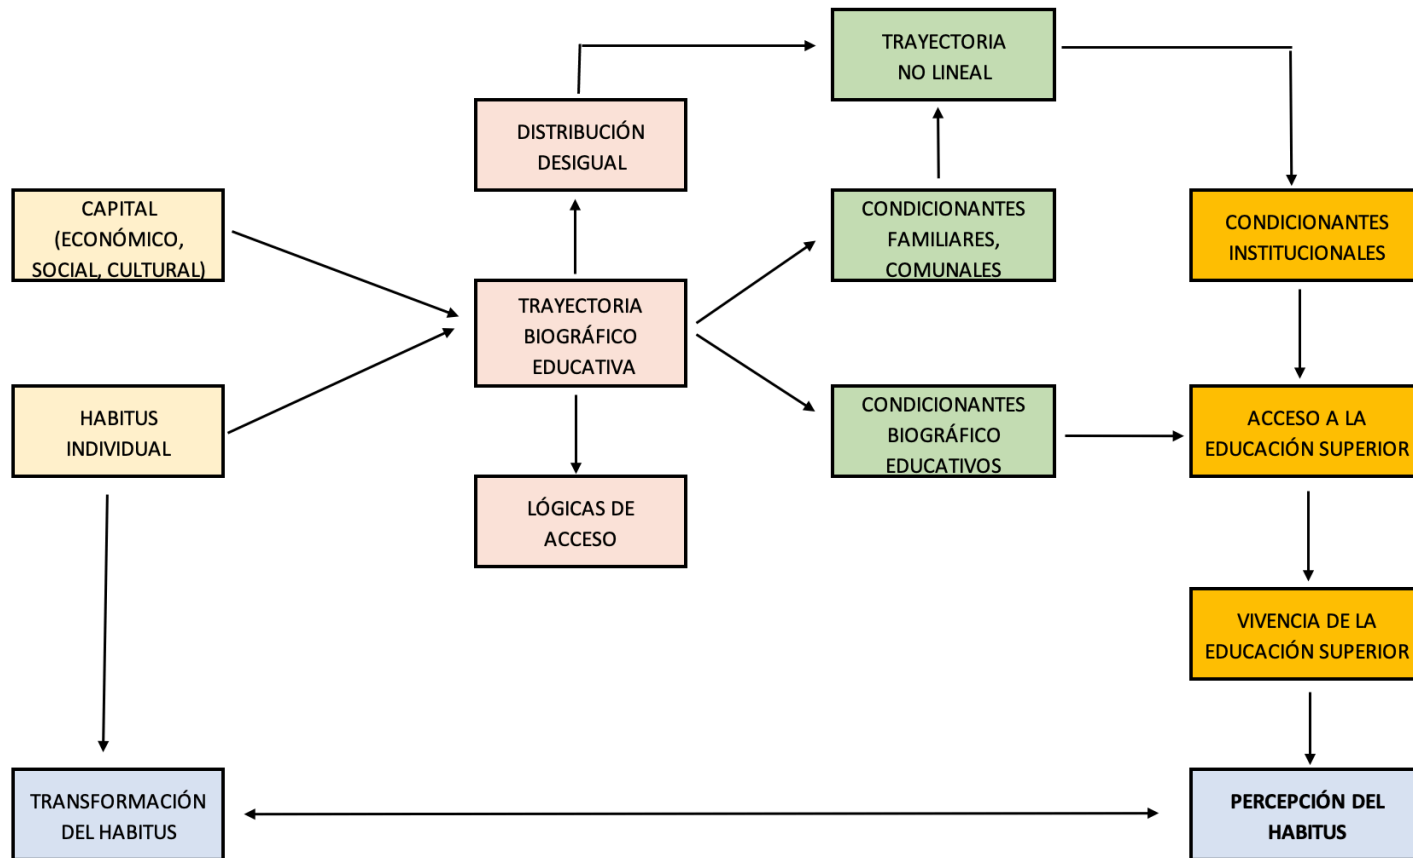 TRAYECTORIA
NO LINEAL
DISTRIBUCIÓN
DESIGUAL
CAPITAL
(ECONÓMICO,
SOCIAL, CULTURAL)
CONDICIONANTES
FAMILIARES,
COMUNALES
CONDICIONANTES
INSTITUCIONALES
TRAYECTORIA
BIOGRÁFICO
EDUCATIVA
HABITUS
INDIVIDUAL
CONDICIONANTES
BIOGRÁFICO
EDUCATIVOS
ACCESO A LA
EDUCACIÓN SUPERIOR
LÓGICAS DE
ACCESO
VIVENCIA DE LA
EDUCACIÓN SUPERIOR
TRANSFORMACIÓN
DEL HABITUS
PERCEPCIÓN DEL
HABITUS